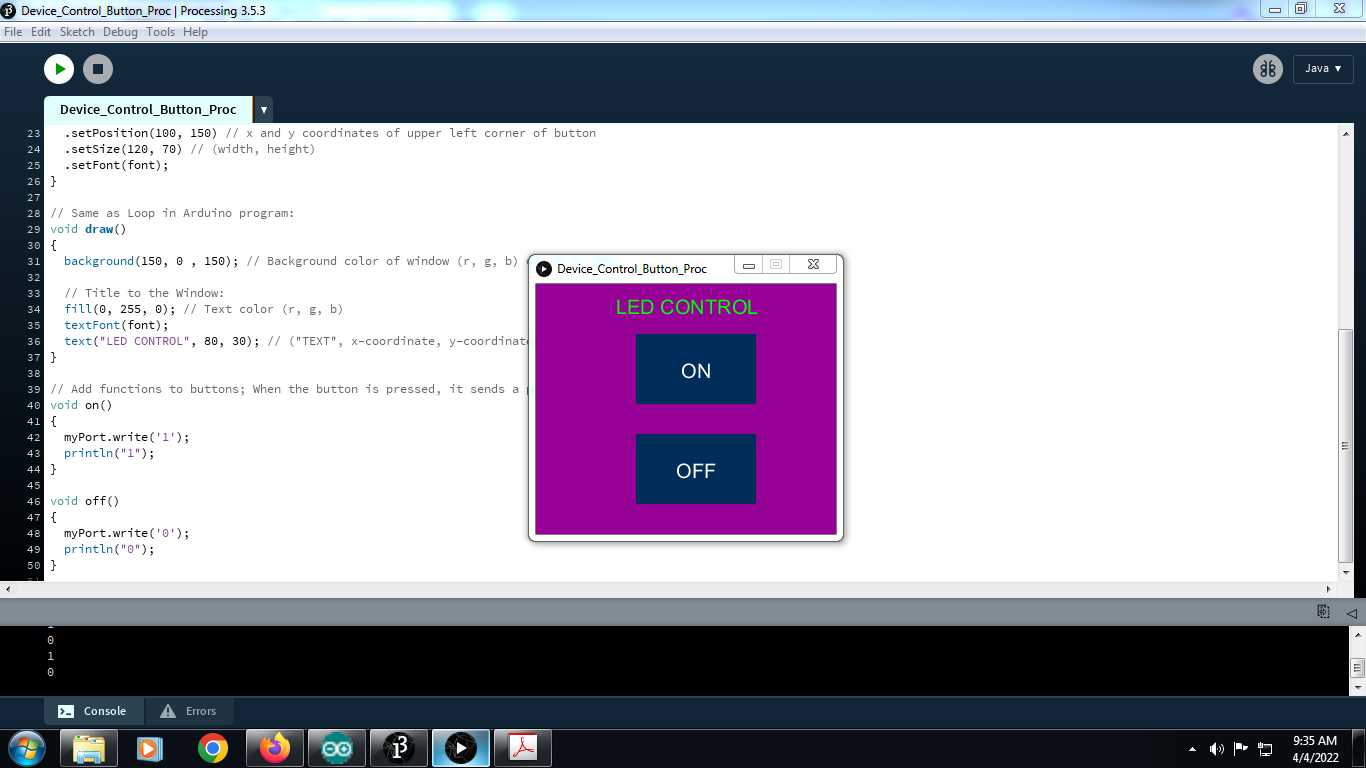 Device_Control_Button_Proc | Processing 3.5.3
File Edit Sketch Debug Tools Help
Java ▾
Device_Control_Button_Proc ▾
23 .setPosition(100, 150) // x and y coordinates of upper left corner of button
24 .setSize(120, 70) // (width, height)
25 .setFont(font);
26 }
27
28 // Same as Loop in Arduino program:
29 void draw()
30 {
31 background(150, 0 , 150); // Background color of window (r, g, b)
32
33 // Title to the Window:
34 fill(0, 255, 0); // Text color (r, g, b)
35 textFont(font);
36 text("LED CONTROL", 80, 30); // ("TEXT", x-coordinate, y-coordinate
37 }
38
39 // Add functions to buttons; When the button is pressed, it sends a
40 void on()
41 {
42 myPort.write('1');
43 println("1");
44 }
45
46 void off()
47 {
48 myPort.write('0');
49 println("0");
50 }
Device_Control_Button_Proc
LED CONTROL
ON
OFF
0
1
0
Console Errors
9:35 AM
4/4/2022